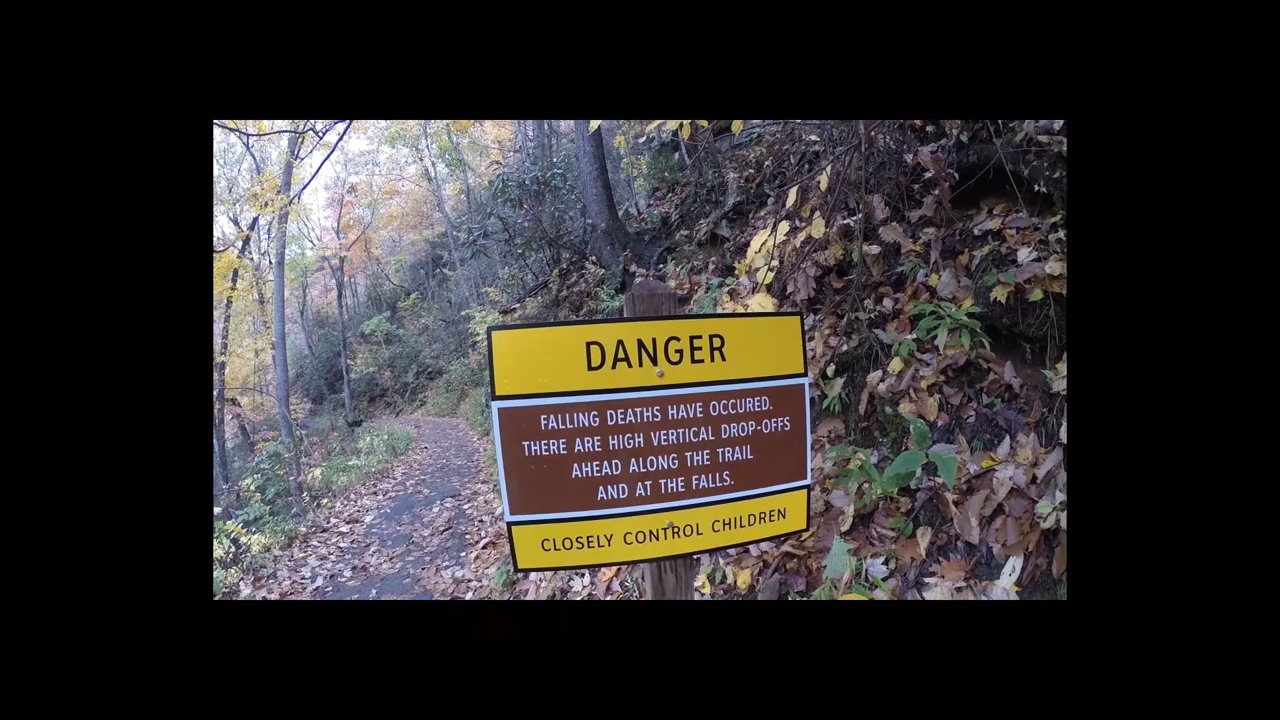 DANGER
FALLING DEATHS HAVE OCCURED.
THERE ARE HIGH VERTICAL DROP-OFFS
AHEAD ALONG THE TRAIL
AND AT THE FALLS.
CLOSELY CONTROL CHILDREN